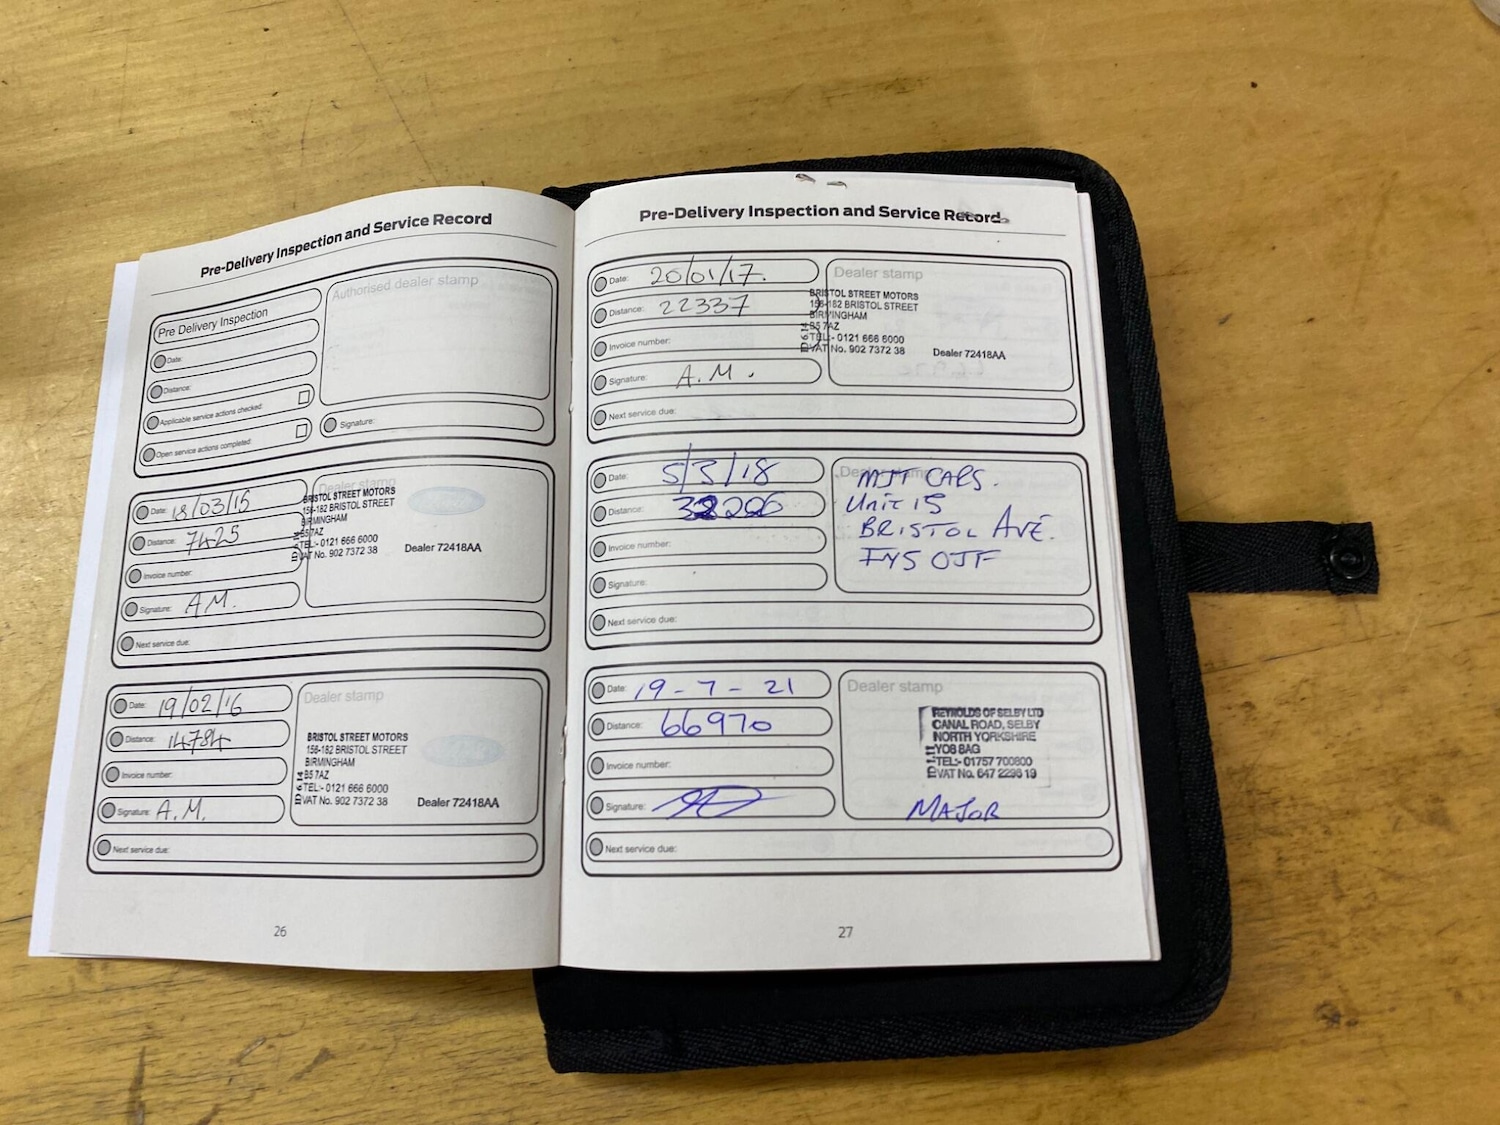 Pre-Delivery Inspection and Service Record
Pre Delivery Inspection
Date:
Distance:
Applicable service actions checked:
Open service actions completed:
Authorised dealer stamp
Signature:
Date: 18/03/15
Distance: 7425
Invoice number:
Signature: A.M.
Next service due:
Dealer stamp
BRISTOL STREET MOTORS
156-182 BRISTOL STREET
BIRMINGHAM
B5 7AZ
TEL:- 0121 666 6000
VAT No. 902 7372 38
Dealer 72418AA
Date: 19/02/16
Distance: 14784
Invoice number:
Signature: A.M.
Next service due:
Dealer stamp
BRISTOL STREET MOTORS
156-182 BRISTOL STREET
BIRMINGHAM
B5 7AZ
TEL:- 0121 666 6000
VAT No. 902 7372 38
Dealer 72418AA
26
Pre-Delivery Inspection and Service Record
Date: 20/01/17.
Distance: 22337
Invoice number:
Signature: A.M.
Next service due:
Dealer stamp
BRISTOL STREET MOTORS
156-182 BRISTOL STREET
BIRMINGHAM
B5 7AZ
TEL:- 0121 666 6000
VAT No. 902 7372 38
Dealer 72418AA
Date: 5/3/18
Distance:
Invoice number:
Signature:
Next service due:
Dealer stamp
MJT CARS.
Unit 15
BRISTOL AVE.
FY5 0JF
Date: 19-7-21
Distance: 66970
Invoice number:
Signature:
Next service due:
Dealer stamp
REYNOLDS OF SELBY LTD
CANAL ROAD, SELBY
NORTH YORKSHIRE
YO8 8AG
TEL:- 01757 700800
VAT No. 647 2296 19
MAJOR
27